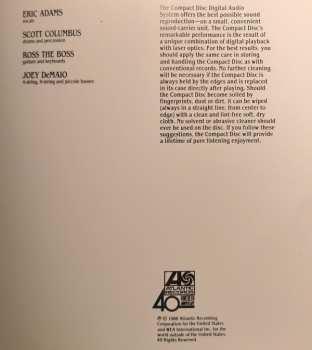 ERIC ADAMS
vocals
SCOTT COLUMBUS
drums and percussion
ROSS THE BOSS
guitars and keyboards
JOEY DeMAIO
4-string, 8-string and piccolo basses
The Compact Disc Digital Audio
System offers the best possible sound
reproduction—on a small, convenient
sound-carrier unit. The Compact Disc's
remarkable performance is the result of
a unique combination of digital playback
with laser optics. For the best results, you
should apply the same care in storing
and handling the Compact Disc as with
conventional records. No further cleaning
will be necessary if the Compact Disc is
always held by the edges and is replaced
in its case directly after playing. Should
the Compact Disc become soiled by
fingerprints, dust or dirt, it can be wiped
(always in a straight line, from center to
edge) with a clean and lint-free soft, dry
cloth. No solvent or abrasive cleaner should
ever be used on the disc. If you follow these
suggestions, the Compact Disc will provide
a lifetime of pure listening enjoyment.
ATLANTIC
40
℗ © 1988 Atlantic Recording
Corporation for the United States
and WEA International Inc. for the
world outside of the United States.
All Rights Reserved.